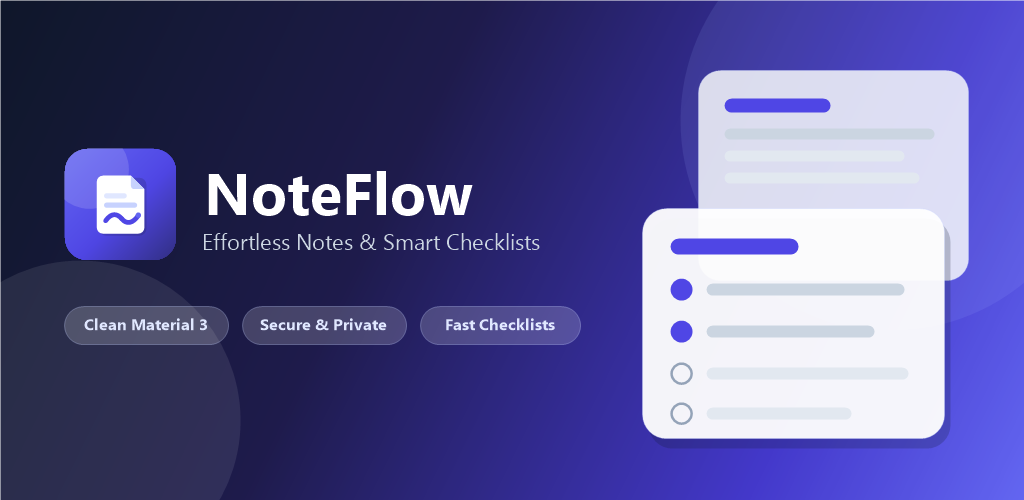 NoteFlow
Effortless Notes & Smart Checklists
Clean Material 3
Secure & Private
Fast Checklists